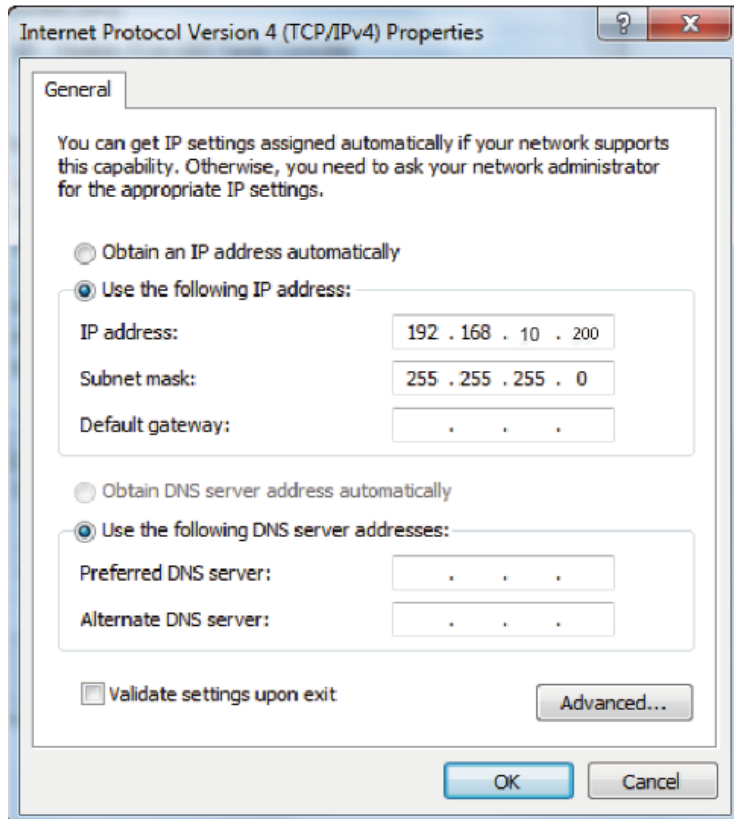 Internet Protocol Version 4 (TCP/IPv4) Properties
?
X
General
You can get IP settings assigned automatically if your network supports
this capability. Otherwise, you need to ask your network administrator
for the appropriate IP settings.
Obtain an IP address automatically
Use the following IP address:
IP address: 192 . 168 . 10 . 200
Subnet mask: 255 . 255 . 255 . 0
Default gateway: . . .
Obtain DNS server address automatically
Use the following DNS server addresses:
Preferred DNS server: . . .
Alternate DNS server: . . .
Validate settings upon exit
Advanced...
OK Cancel